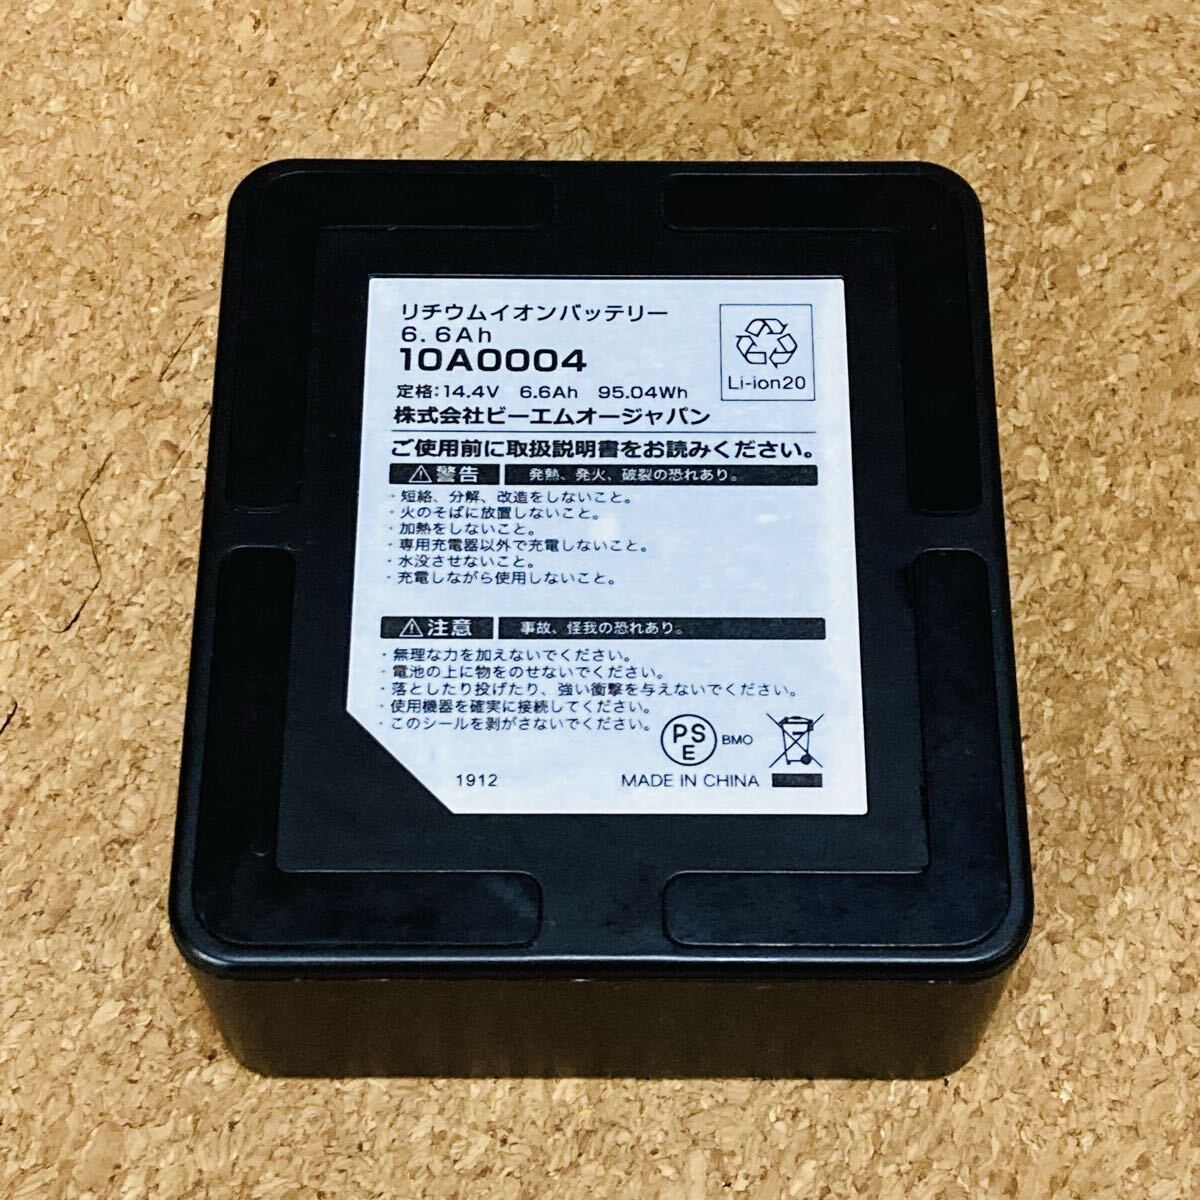 リチウムイオンバッテリー
6.6Ah
10A0004
定格:14.4V 6.6Ah 95.04Wh
株式会社ビーエムオージャパン
Li-ion20
ご使用前に取扱説明書をお読みください。
警告 発熱、発火、破裂の恐れあり。
・短絡、分解、改造をしないこと。
・火のそばに放置しないこと。
・加熱をしないこと。
・専用充電器以外で充電しないこと。
・水没させないこと。
・充電しながら使用しないこと。
注意 事故、怪我の恐れあり。
・無理な力を加えないでください。
・電池の上に物をのせないでください。
・落としたり投げたり、強い衝撃を与えないでください。
・使用機器を確実に接続してください。
・このシールを剥がさないでください。
PS
E
BMO
1912
MADE IN CHINA